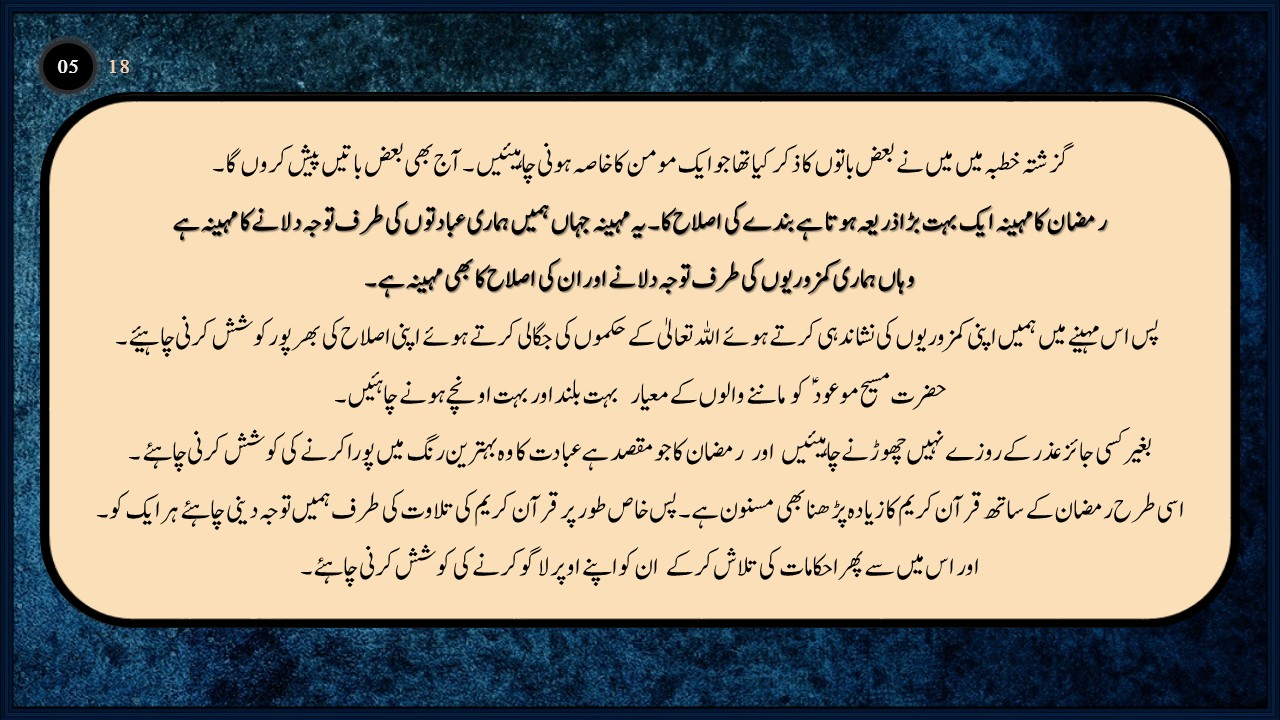 05 18
گزشتہ خطبہ میں میں نے بعض باتوں کا ذکر کیا تھا جو ایک مومن کا خاصہ ہونی چاہیئیں۔ آج بھی بعض باتیں پیش کروں گا۔
رمضان کا مہینہ ایک بہت بڑا ذریعہ ہوتا ہے بندے کی اصلاح کا۔ یہ مہینہ جہاں ہمیں ہماری عبادتوں کی طرف توجہ دلانے کا مہینہ ہے
وہاں ہماری کمزوریوں کی طرف توجہ دلانے اور ان کی اصلاح کا بھی مہینہ ہے۔
پس اس مہینے میں ہمیں اپنی کمزوریوں کی نشاندہی کرتے ہوئے اللہ تعالیٰ کے حکموں کی جگالی کرتے ہوئے اپنی اصلاح کی بھر پور کوشش کرنی چاہیئے۔
حضرت مسیح موعودؑ کو ماننے والوں کے معیار بہت بلند اور بہت اونچے ہونے چاہئیں۔
بغیر کسی جائز عذر کے روزے نہیں چھوڑنے چاہیئیں اور رمضان کا جو مقصد ہے عبادت کا وہ بہترین رنگ میں پورا کرنے کی کوشش کرنی چاہئے۔
اسی طرح رمضان کے ساتھ قرآن کریم کا زیادہ پڑھنا بھی مسنون ہے۔ پس خاص طور پر قرآن کریم کی تلاوت کی طرف ہمیں توجہ دینی چاہئے ہر ایک کو۔
اور اس میں سے پھر احکامات کی تلاش کر کے ان کو اپنے اوپر لاگو کرنے کی کوشش کرنی چاہئے۔